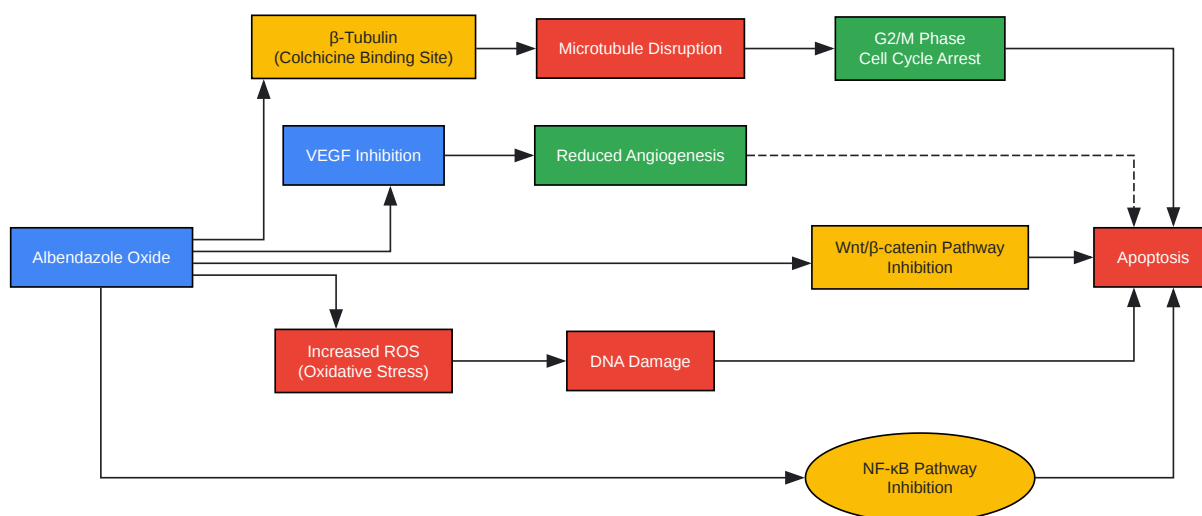 β-Tubulin
(Colchicine Binding Site)
Microtubule Disruption
G2/M Phase
Cell Cycle Arrest
VEGF Inhibition
Reduced Angiogenesis
Albendazole Oxide
Wnt/β-catenin Pathway
Inhibition
Apoptosis
Increased ROS
(Oxidative Stress)
DNA Damage
NF-κB Pathway
Inhibition